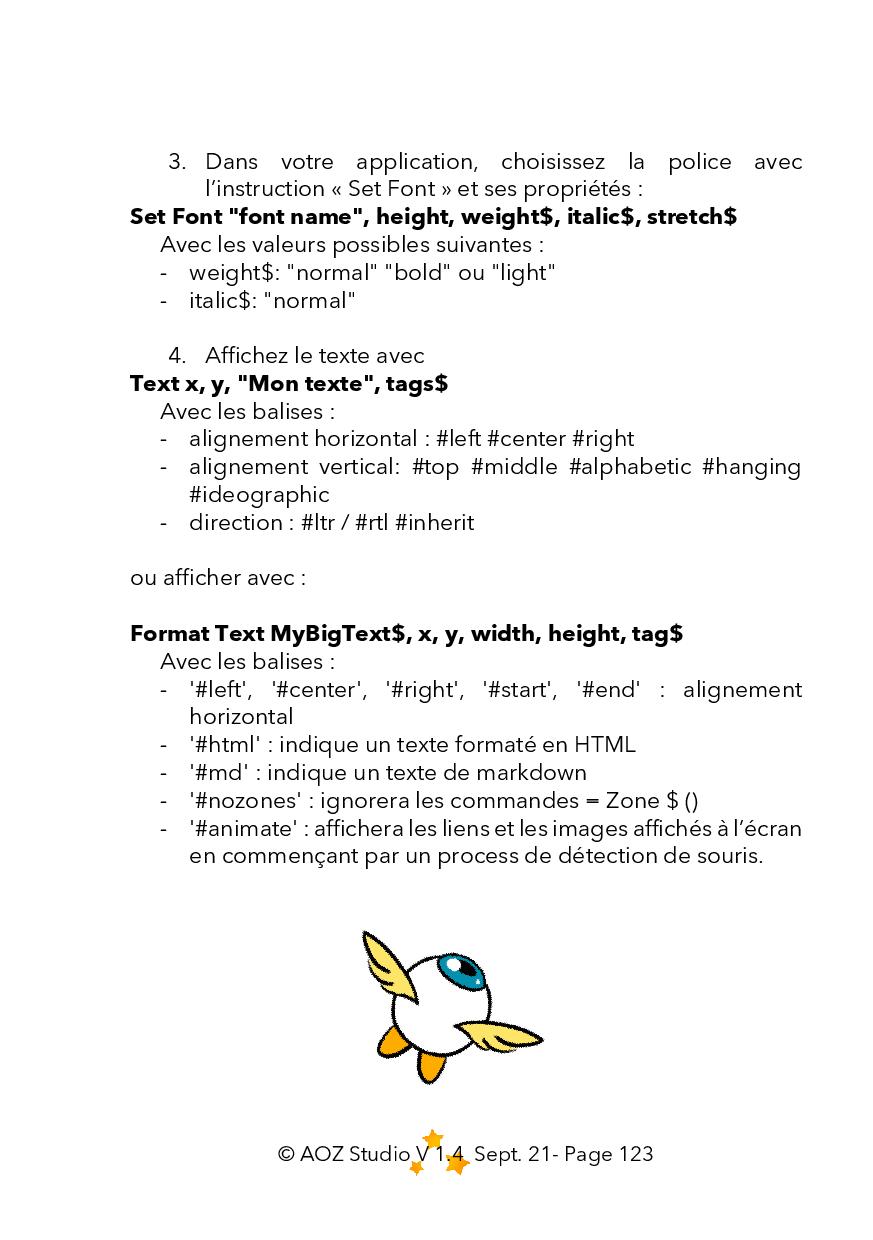 3. Dans votre application, choisissez la police avec
l’instruction « Set Font » et ses propriétés :
Set Font "font name", height, weight$, italic$, stretch$
Avec les valeurs possibles suivantes :
- weight$: "normal" "bold" ou "light"
- italic$: "normal"
4. Affichez le texte avec
Text x, y, "Mon texte", tags$
Avec les balises :
- alignement horizontal : #left #center #right
- alignement vertical: #top #middle #alphabetic #hanging
#ideographic
- direction : #ltr / #rtl #inherit
ou afficher avec :
Format Text MyBigText$, x, y, width, height, tag$
Avec les balises :
- '#left', '#center', '#right', '#start', '#end' : alignement
horizontal
- '#html' : indique un texte formaté en HTML
- '#md' : indique un texte de markdown
- '#nozones' : ignorera les commandes = Zone $ ()
- '#animate' : affichera les liens et les images affichés à l’écran
en commençant par un process de détection de souris.
© AOZ Studio V 1.4 Sept. 21- Page 123